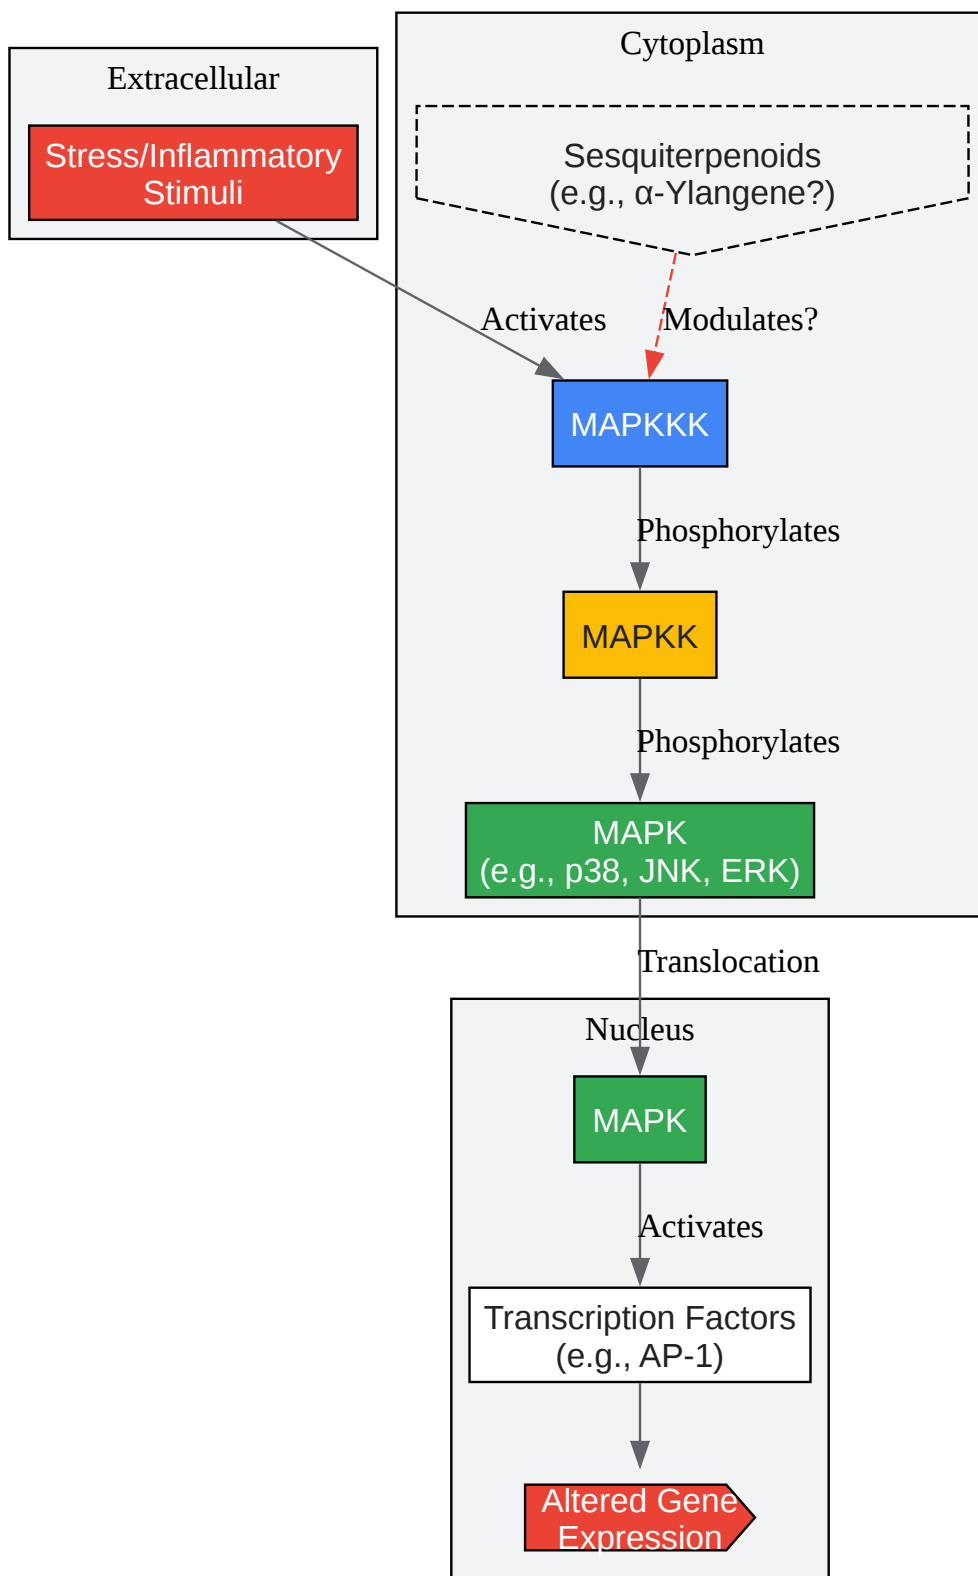 Cytoplasm
Extracellular
Stress/Inflammatory
Stimuli
Sesquiterpenoids
(e.g., α-Ylangene?)
Activates
Modulates?
MAPKKK
Phosphorylates
MAPKK
Phosphorylates
MAPK
(e.g., p38, JNK, ERK)
Translocation
Nucleus
MAPK
Activates
Transcription Factors
(e.g., AP-1)
Altered Gene
Expression